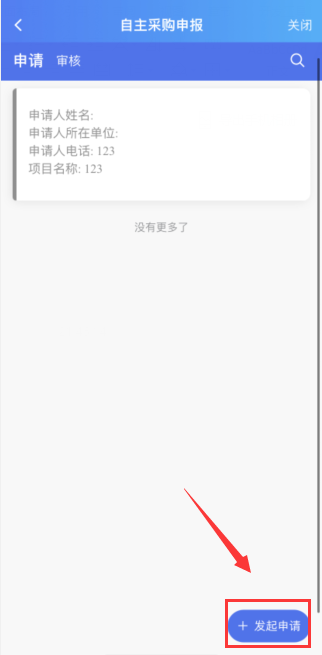 自主采购申报
关闭
申请 审核
申请人姓名:
申请人所在单位:
申请人电话: 123
项目名称: 123
没有更多了
+ 发起申请